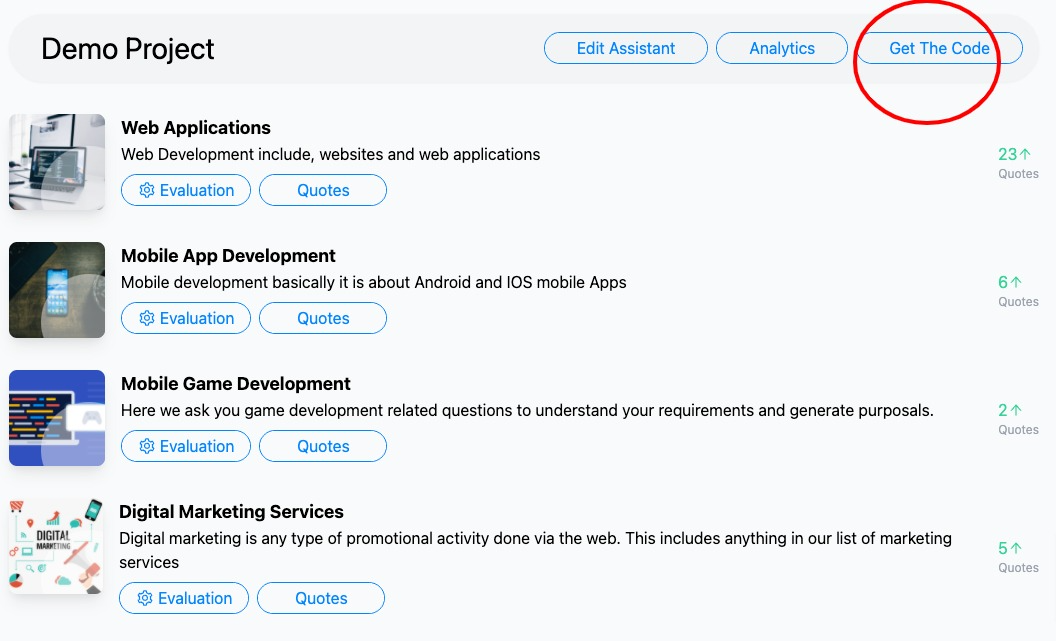 Demo Project
Edit Assistant
Analytics
Get The Code
Web Applications
Web Development include, websites and web applications
Evaluation
Quotes
23↑
Quotes
Mobile App Development
Mobile development basically it is about Android and IOS mobile Apps
Evaluation
Quotes
6↑
Quotes
Mobile Game Development
Here we ask you game development related questions to understand your requirements and generate purposals.
Evaluation
Quotes
2↑
Quotes
DIGITAL
MARKETING
Digital Marketing Services
Digital marketing is any type of promotional activity done via the web. This includes anything in our list of marketing
services
Evaluation
Quotes
5↑
Quotes